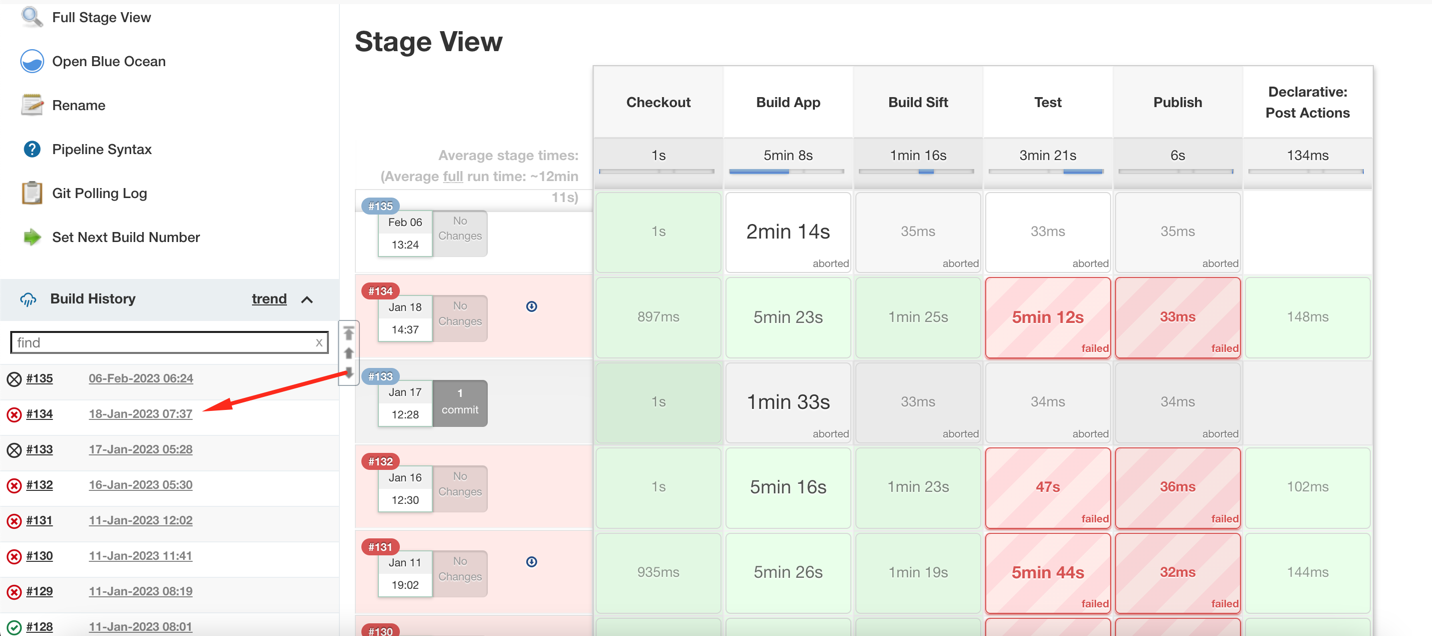 Full Stage View
Open Blue Ocean
Rename
Pipeline Syntax
Git Polling Log
Set Next Build Number
Build History trend
find x
#135 06-Feb-2023 06:24
#134 18-Jan-2023 07:37
#133 17-Jan-2023 05:28
#132 16-Jan-2023 05:30
#131 11-Jan-2023 12:02
#130 11-Jan-2023 11:41
#129 11-Jan-2023 08:19
#128 11-Jan-2023 08:01
Stage View
Checkout Build App Build Sift Test Publish Declarative:
Post Actions
Average stage times:
(Average full run time: ~12min
11s)
1s 5min 8s 1min 16s 3min 21s 6s 134ms
#135
Feb 06
13:24
No
Changes
1s
2min 14s
aborted
35ms
aborted
33ms
aborted
35ms
aborted
#134
Jan 18
14:37
No
Changes
897ms
5min 23s
1min 25s
5min 12s
failed
33ms
failed
148ms
#133
Jan 17
12:28
1
commit
1s
1min 33s
aborted
33ms
aborted
34ms
aborted
34ms
aborted
#132
Jan 16
12:30
No
Changes
1s
5min 16s
1min 23s
47s
failed
36ms
failed
102ms
#131
Jan 11
19:02
No
Changes
935ms
5min 26s
1min 19s
5min 44s
failed
32ms
failed
144ms
#130